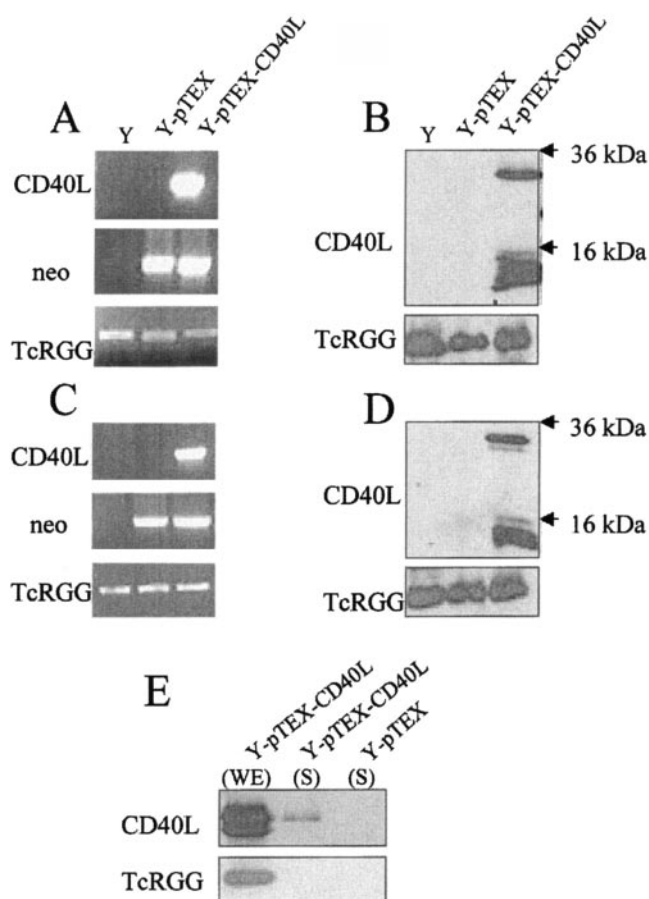 A
Y
Y-pTEX
Y-pTEX-CD40L
CD40L
neo
TcRGG
B
Y
Y-pTEX
Y-pTEX-CD40L
36 kDa
CD40L
16 kDa
TcRGG
C
CD40L
neo
TcRGG
D
36 kDa
CD40L
16 kDa
TcRGG
E
Y-pTEX-CD40L
Y-pTEX-CD40L
Y-pTEX
(WE) (S) (S)
CD40L
TcRGG